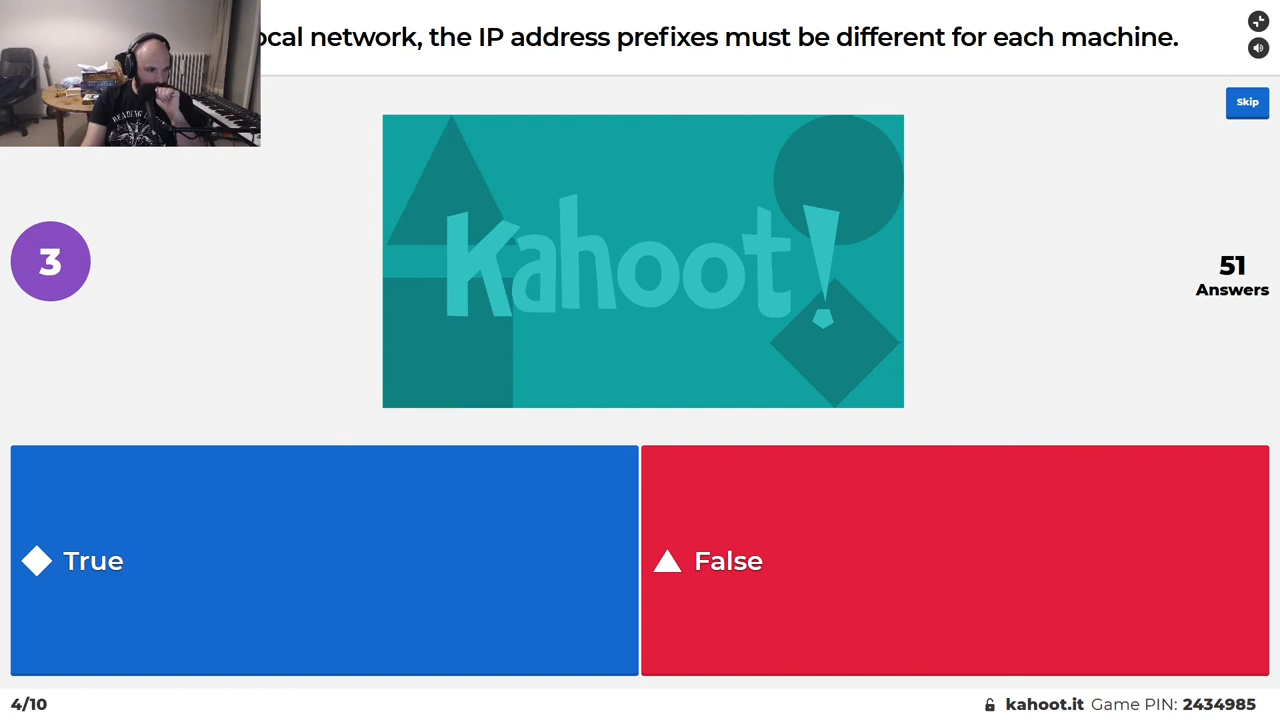 ocal network, the IP address prefixes must be different for each machine.
Skip
3
Kahoot!
51
Answers
True
False
4/10
kahoot.it Game PIN: 2434985